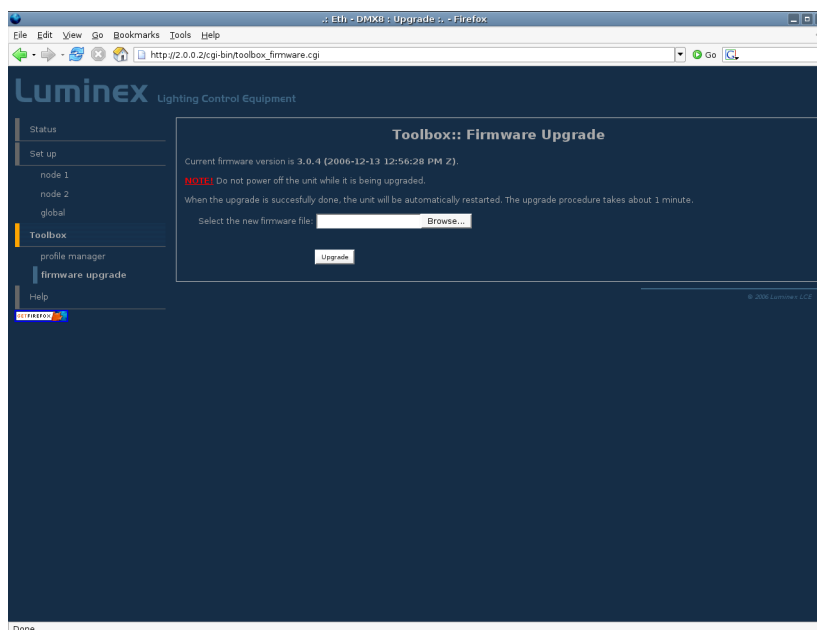 .: Eth - DMX8 : Upgrade :. - Firefox
File Edit View Go Bookmarks Tools Help
http://2.0.0.2/cgi-bin/toolbox_firmware.cgi
Go
Luminex Lighting Control Equipment
Status
Set up
node 1
node 2
global
Toolbox
profile manager
firmware upgrade
Help
GET FIREFOX
Toolbox:: Firmware Upgrade
Current firmware version is 3.0.4 (2006-12-13 12:56:28 PM Z).
NOTE! Do not power off the unit while it is being upgraded.
When the upgrade is succesfully done, the unit will be automatically restarted. The upgrade procedure takes about 1 minute.
Select the new firmware file: Browse...
Upgrade
© 2006 Luminex LCE
Done